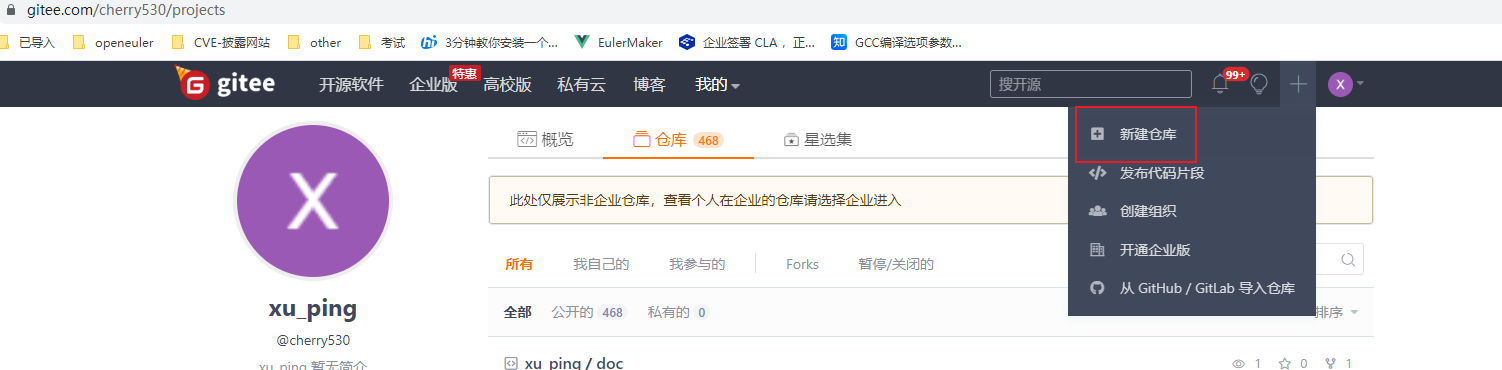 gitee.com/cherry530/projects
已导入 openeuler CVE-披露网站 other 考试 3分钟教你安装一个... EulerMaker 企业签署 CLA ，正... 知 GCC编译选项参数...
G gitee 开源软件 企业版 特惠 高校版 私有云 博客 我的 搜开源 99+ X
概览 仓库 468 星选集
新建仓库
此处仅展示非企业仓库，查看个人在企业的仓库请选择企业进入
发布代码片段
创建组织
开通企业版
从 GitHub / GitLab 导入仓库
X
所有 我自己的 我参与的 Forks 暂停/关闭的
全部 公开的 468 私有的 0 排序
xu_ping
@cherry530
xu_ping 暂无简介
xu_ping / doc 1 0 1